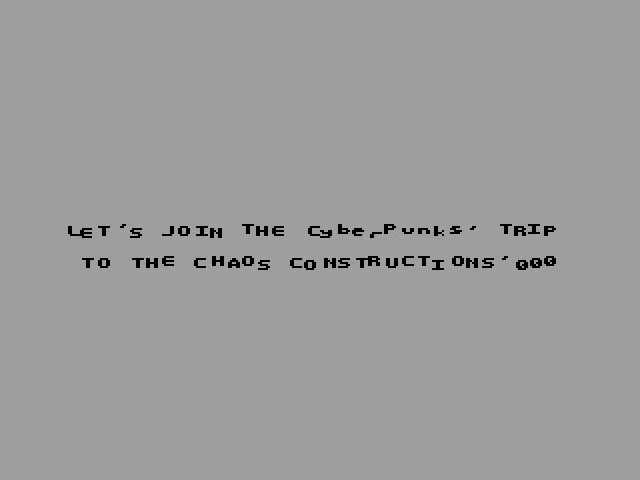 LET'S JOIN THE CyberPunks' TRIP
TO THE CHAOS CONSTRUCTIONS'000